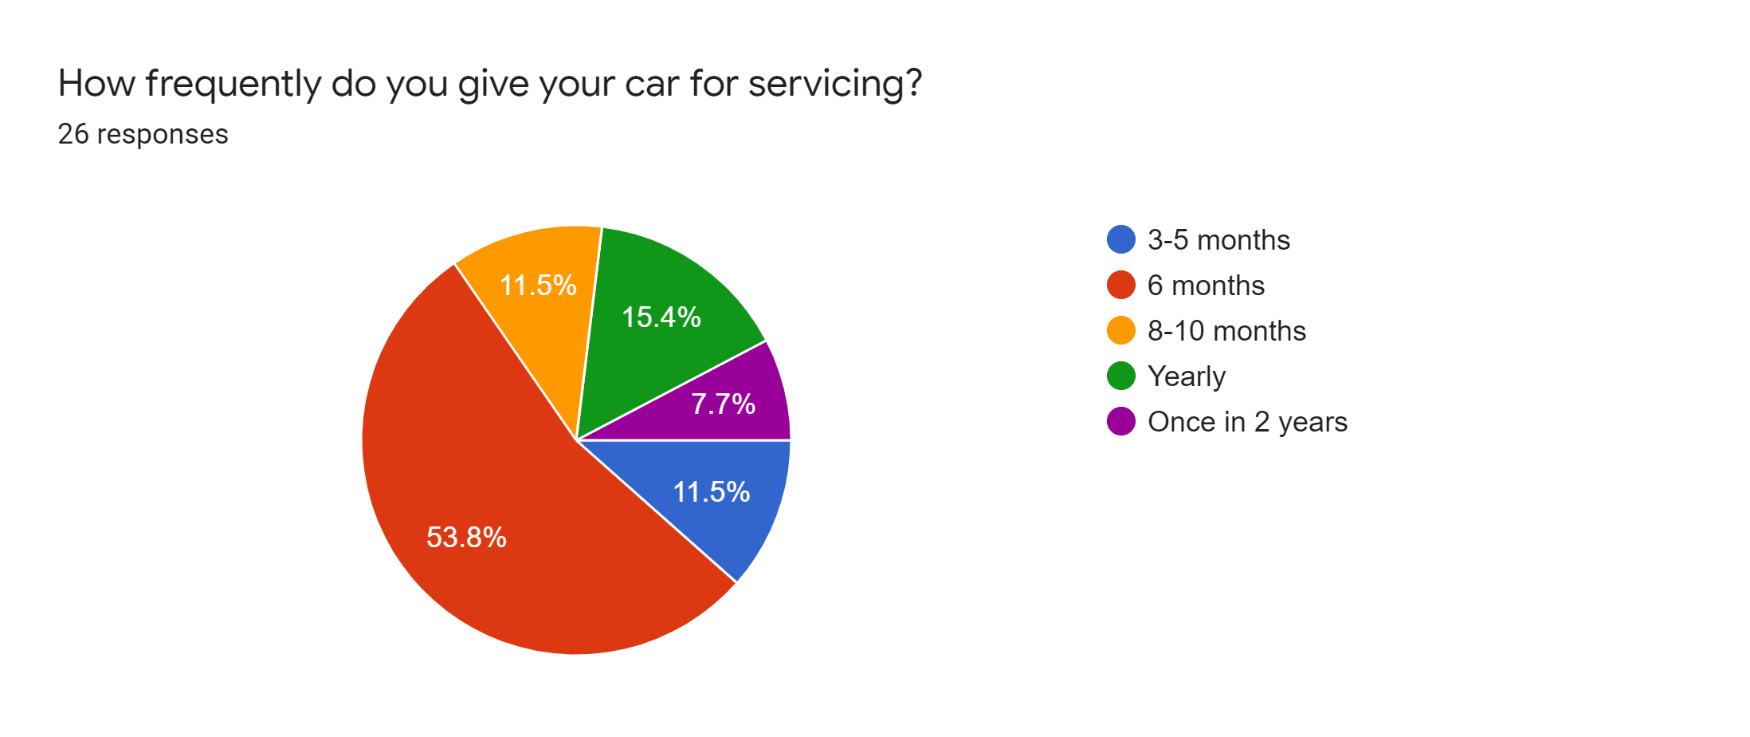 How frequently do you give your car for servicing?
26 responses
11.5%
15.4%
7.7%
11.5%
53.8%
3-5 months
6 months
8-10 months
Yearly
Once in 2 years